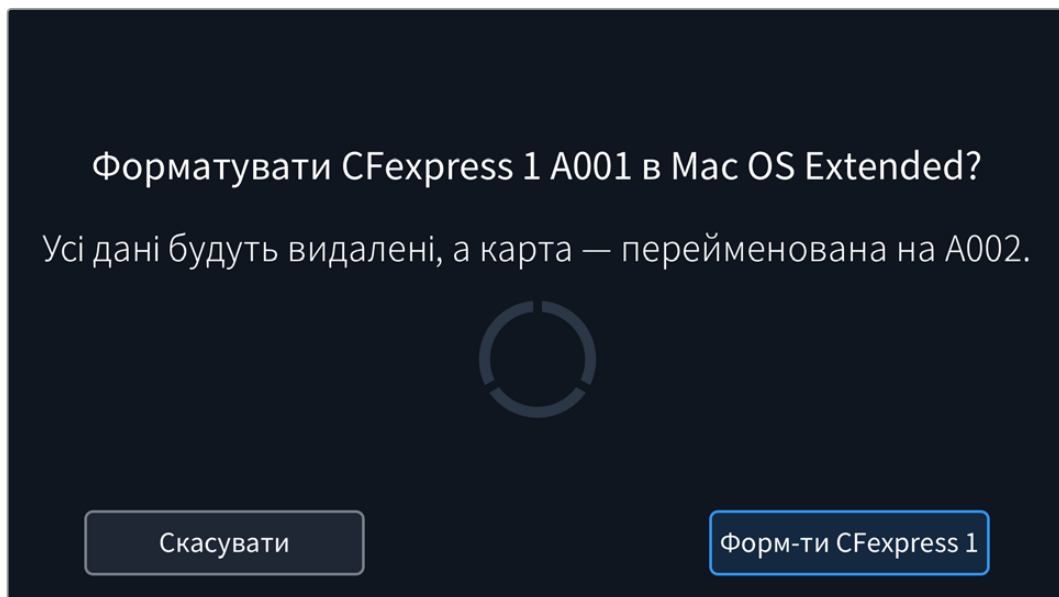 Форматувати CFexpress 1 A001 в Mac OS Extended?
Усі дані будуть видалені, а карта — перейменована на A002.
Скасувати
Форм-ти CFexpress 1